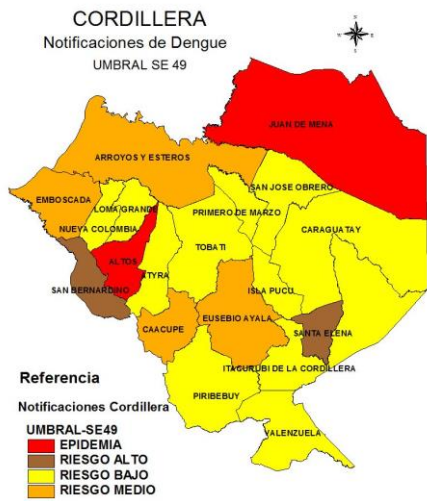 CORDILLERA
Notificaciones de Dengue
UMBRAL SE 49
JUAN DE MENA
ARROYOS Y ESTEROS
SAN JOSE OBRERO
EMBOSCADA
LOMA GRANDE
PRIMERO DE MARZO
NUEVA COLOMBIA
CARAGUATAY
TOBATI
ALTOS
ATYRA
SAN BERNARDINO
ISLA PUCU
EUSEBIO AYALA
CAACUPE
SANTA ELENA
ITACURUBI DE LA CORDILLERA
PIRIBEBUY
VALENZUELA
Referencia
Notificaciones Cordillera
UMBRAL-SE49
EPIDEMIA
RIESGO ALTO
RIESGO BAJO
RIESGO MEDIO